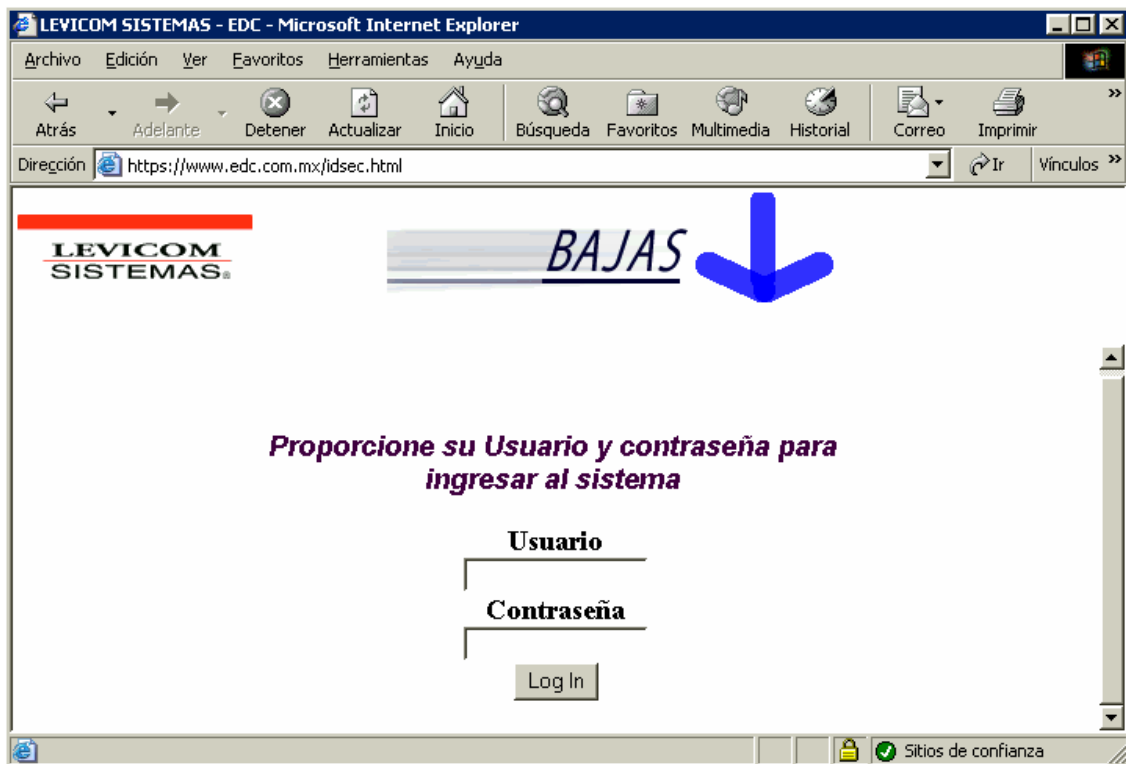 LEVICOM SISTEMAS - EDC - Microsoft Internet Explorer
Archivo Edición Ver Favoritos Herramientas Ayuda
Atrás Adelante Detener Actualizar Inicio Búsqueda Favoritos Multimedia Historial Correo Imprimir »
Dirección https://www.edc.com.mx/idsec.html Ir Vínculos »
LEVICOM
SISTEMAS®
BAJAS
Proporcione su Usuario y contraseña para
ingresar al sistema
Usuario
Contraseña
Log In
Sitios de confianza